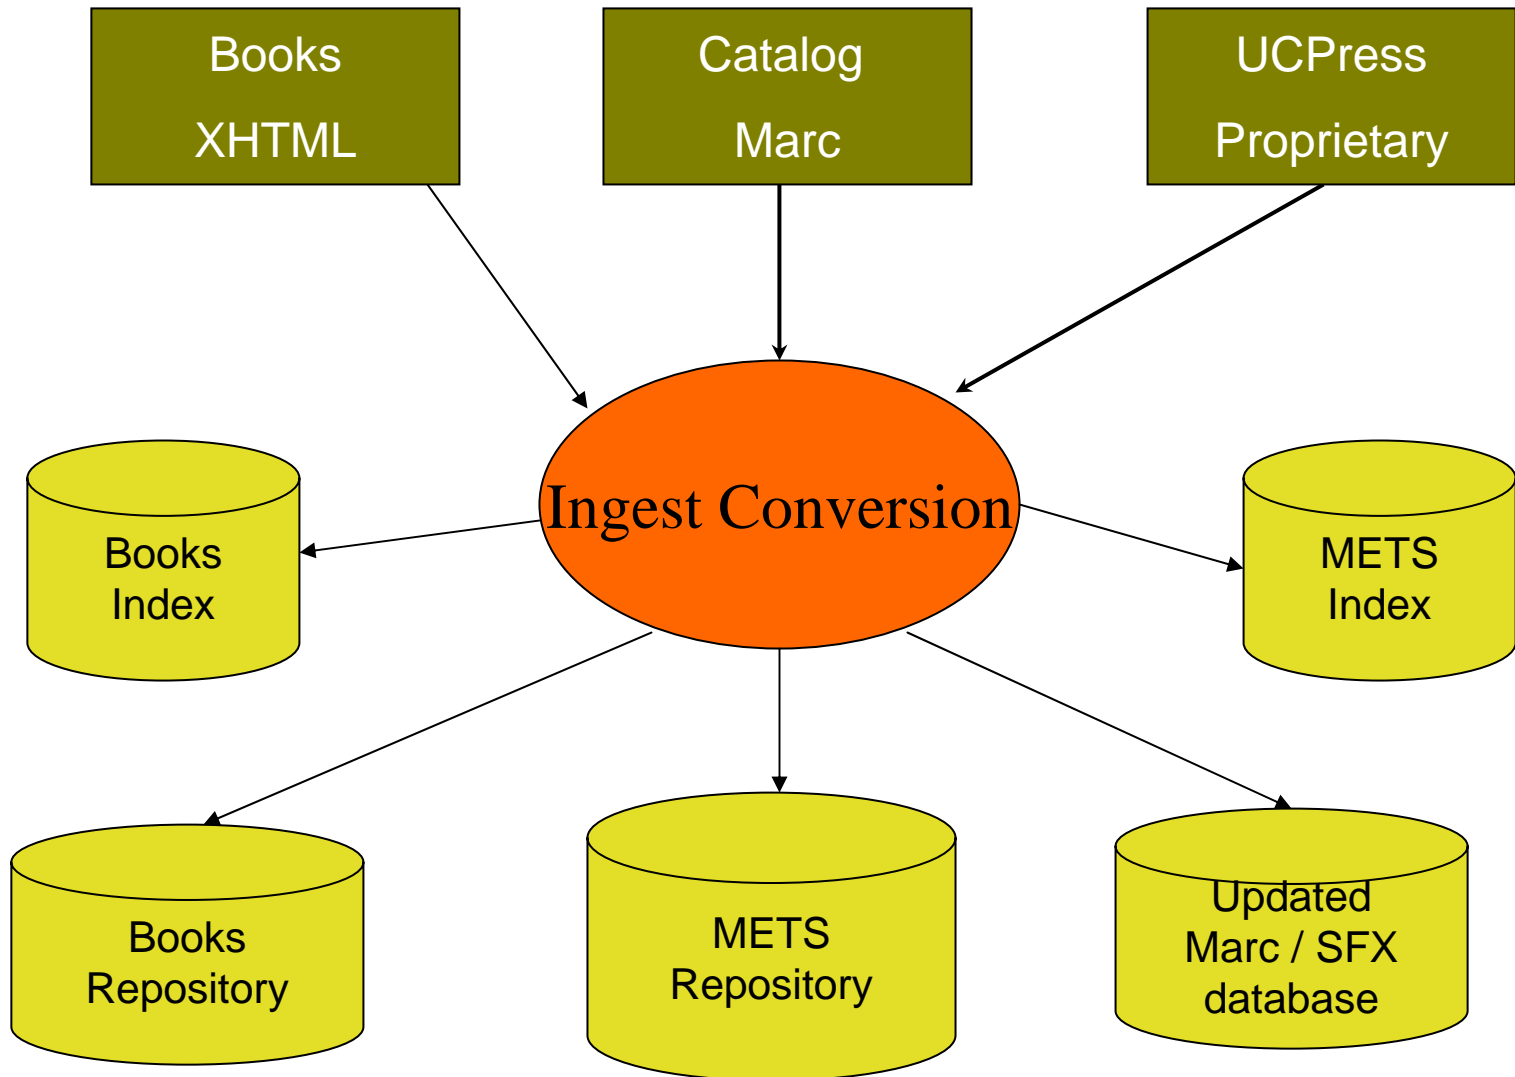 Books
XHTML
Catalog
Marc
UCPress
Proprietary
Ingest Conversion
Books
Index
METS
Index
Books
Repository
METS
Repository
Updated
Marc / SFX
database